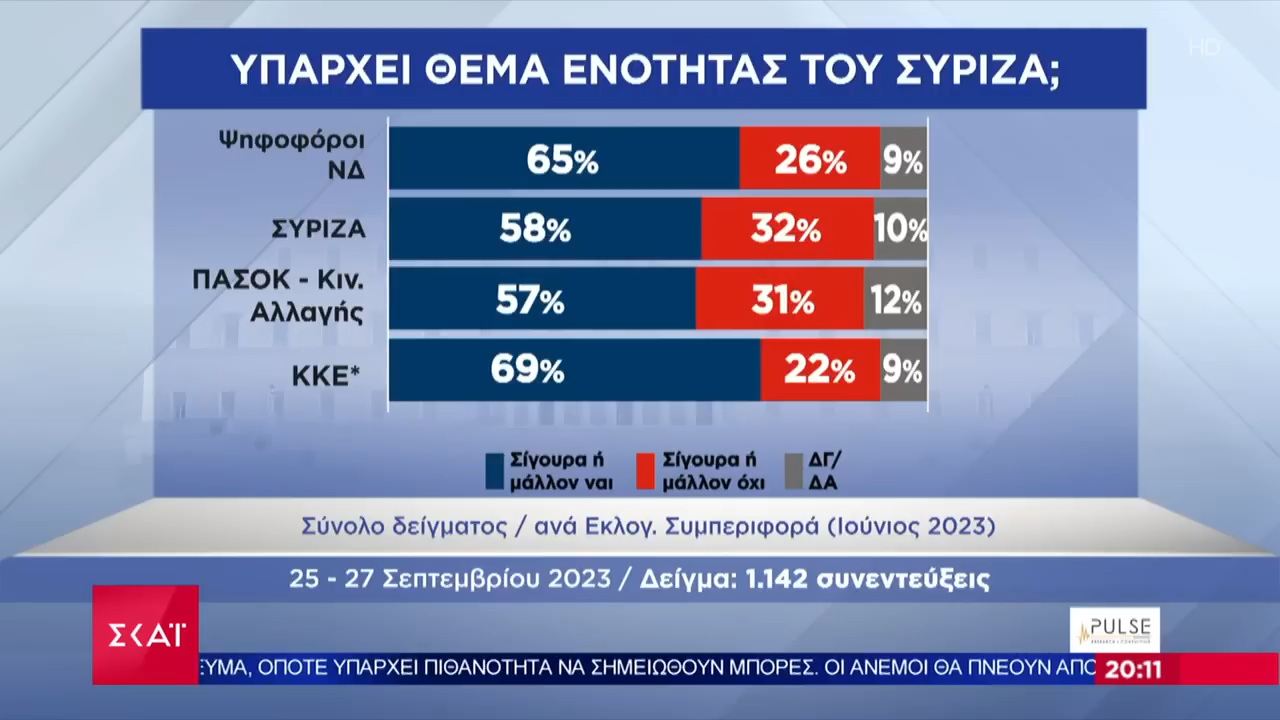 HD
ΥΠΑΡΧΕΙ ΘΕΜΑ ΕΝΟΤΗΤΑΣ ΤΟΥ ΣΥΡΙΖΑ;
Ψηφοφόροι
ΝΔ
65%
26%
9%
ΣΥΡΙΖΑ
58%
32%
10%
ΠΑΣΟΚ - Κιν.
Αλλαγής
57%
31%
12%
ΚΚΕ*
69%
22%
9%
Σίγουρα ή
μάλλον ναι
Σίγουρα ή
μάλλον όχι
ΔΓ/
ΔΑ
Σύνολο δείγματος / ανά Εκλογ. Συμπεριφορά (Ιούνιος 2023)
25 - 27 Σεπτεμβρίου 2023 / Δείγμα: 1.142 συνεντεύξεις
ΣΚΑΪ
PULSE
ΕΥΜΑ, ΟΠΟΤΕ ΥΠΑΡΧΕΙ ΠΙΘΑΝΟΤΗΤΑ ΝΑ ΣΗΜΕΙΩΘΟΥΝ ΜΠΟΡΕΣ. ΟΙ ΑΝΕΜΟΙ ΘΑ ΠΝΕΟΥΝ ΑΠΟ
20:11